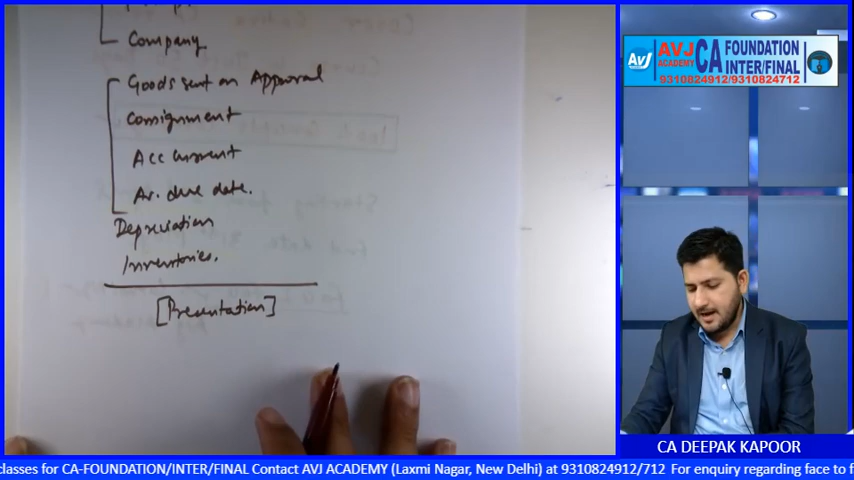 Company
Goods sent on Approval
Consignment
Acc current
Av. due date.
Depreciation
Inventories.
[Presentation]
AVJ
AVJ
ACADEMY
CA
FOUNDATION
INTER/FINAL
9310824912/9310824712
CA DEEPAK KAPOOR
classes for CA-FOUNDATION/INTER/FINAL Contact AVJ ACADEMY (Laxmi Nagar, New Delhi) at 9310824912/712 For enquiry regarding face to f